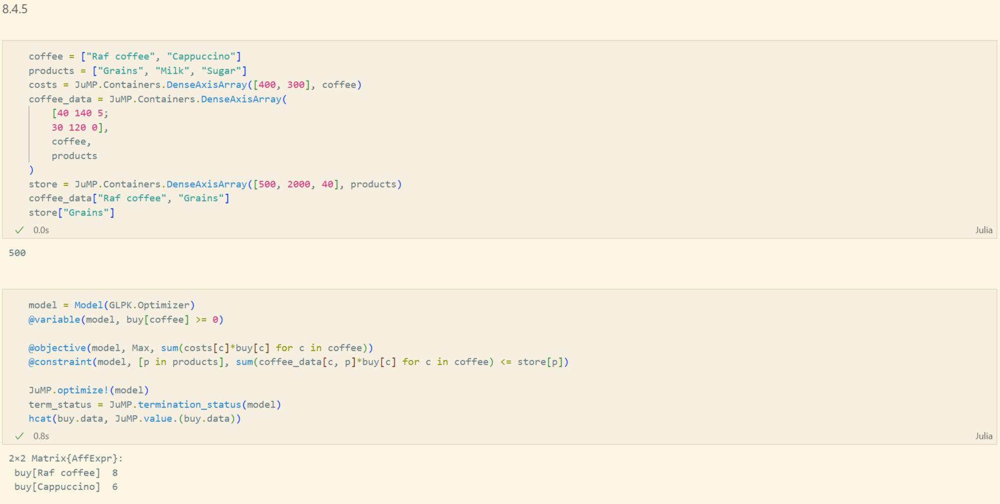 8.4.5
coffee = ["Raf coffee", "Cappuccino"]
products = ["Grains", "Milk", "Sugar"]
costs = JuMP.Containers.DenseAxisArray([400, 300], coffee)
coffee_data = JuMP.Containers.DenseAxisArray(
    [40 140 5;
    30 120 0],
    coffee,
    products
)
store = JuMP.Containers.DenseAxisArray([500, 2000, 40], products)
coffee_data["Raf coffee", "Grains"]
store["Grains"]
✓ 0.0s
Julia
500
model = Model(GLPK.Optimizer)
@variable(model, buy[coffee] >= 0)
@objective(model, Max, sum(costs[c]*buy[c] for c in coffee))
@constraint(model, [p in products], sum(coffee_data[c, p]*buy[c] for c in coffee) <= store[p])
JuMP.optimize!(model)
term_status = JuMP.termination_status(model)
hcat(buy.data, JuMP.value.(buy.data))
✓ 0.8s
Julia
2×2 Matrix{AffExpr}:
 buy[Raf coffee]  8
 buy[Cappuccino]  6